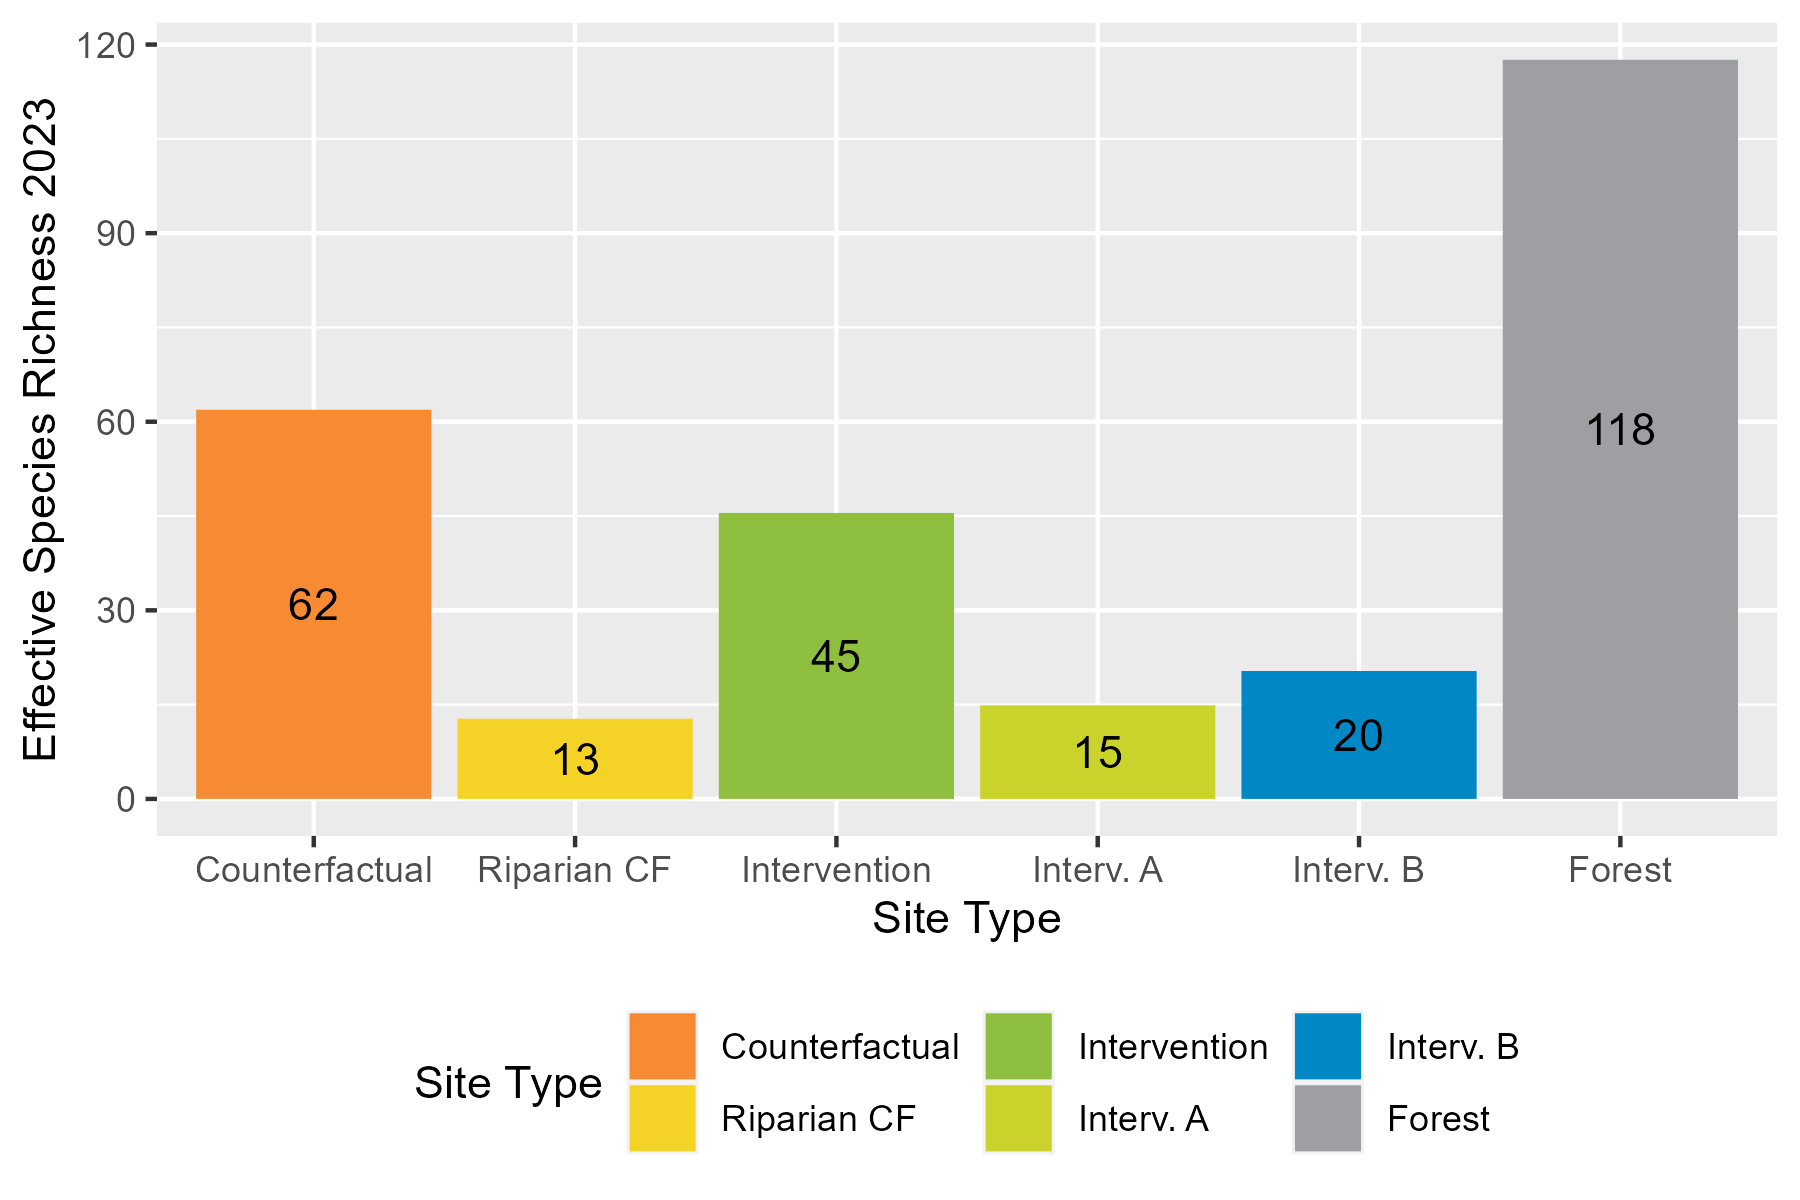 Effective Species Richness 2023
120
90
60
30
0
62
13
45
15
20
118
Counterfactual Riparian CF Intervention Interv. A Interv. B Forest
Site Type
Site Type
Counterfactual Intervention Interv. B
Riparian CF Interv. A Forest